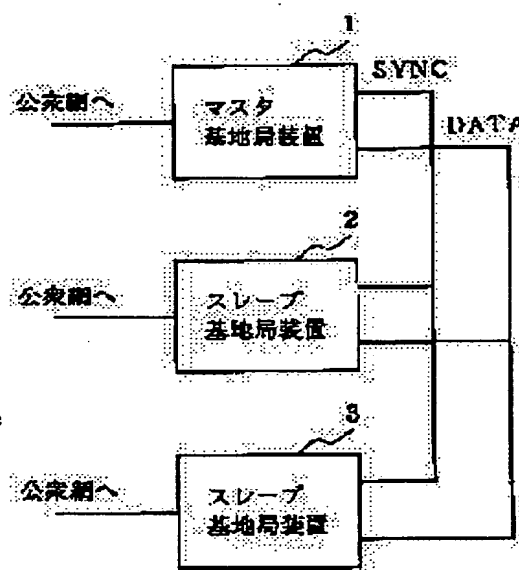 1
SYNC
公衆網へ
マスタ
基地局装置
DATA
2
公衆網へ
スレーブ
基地局装置
3
公衆網へ
スレーブ
基地局装置